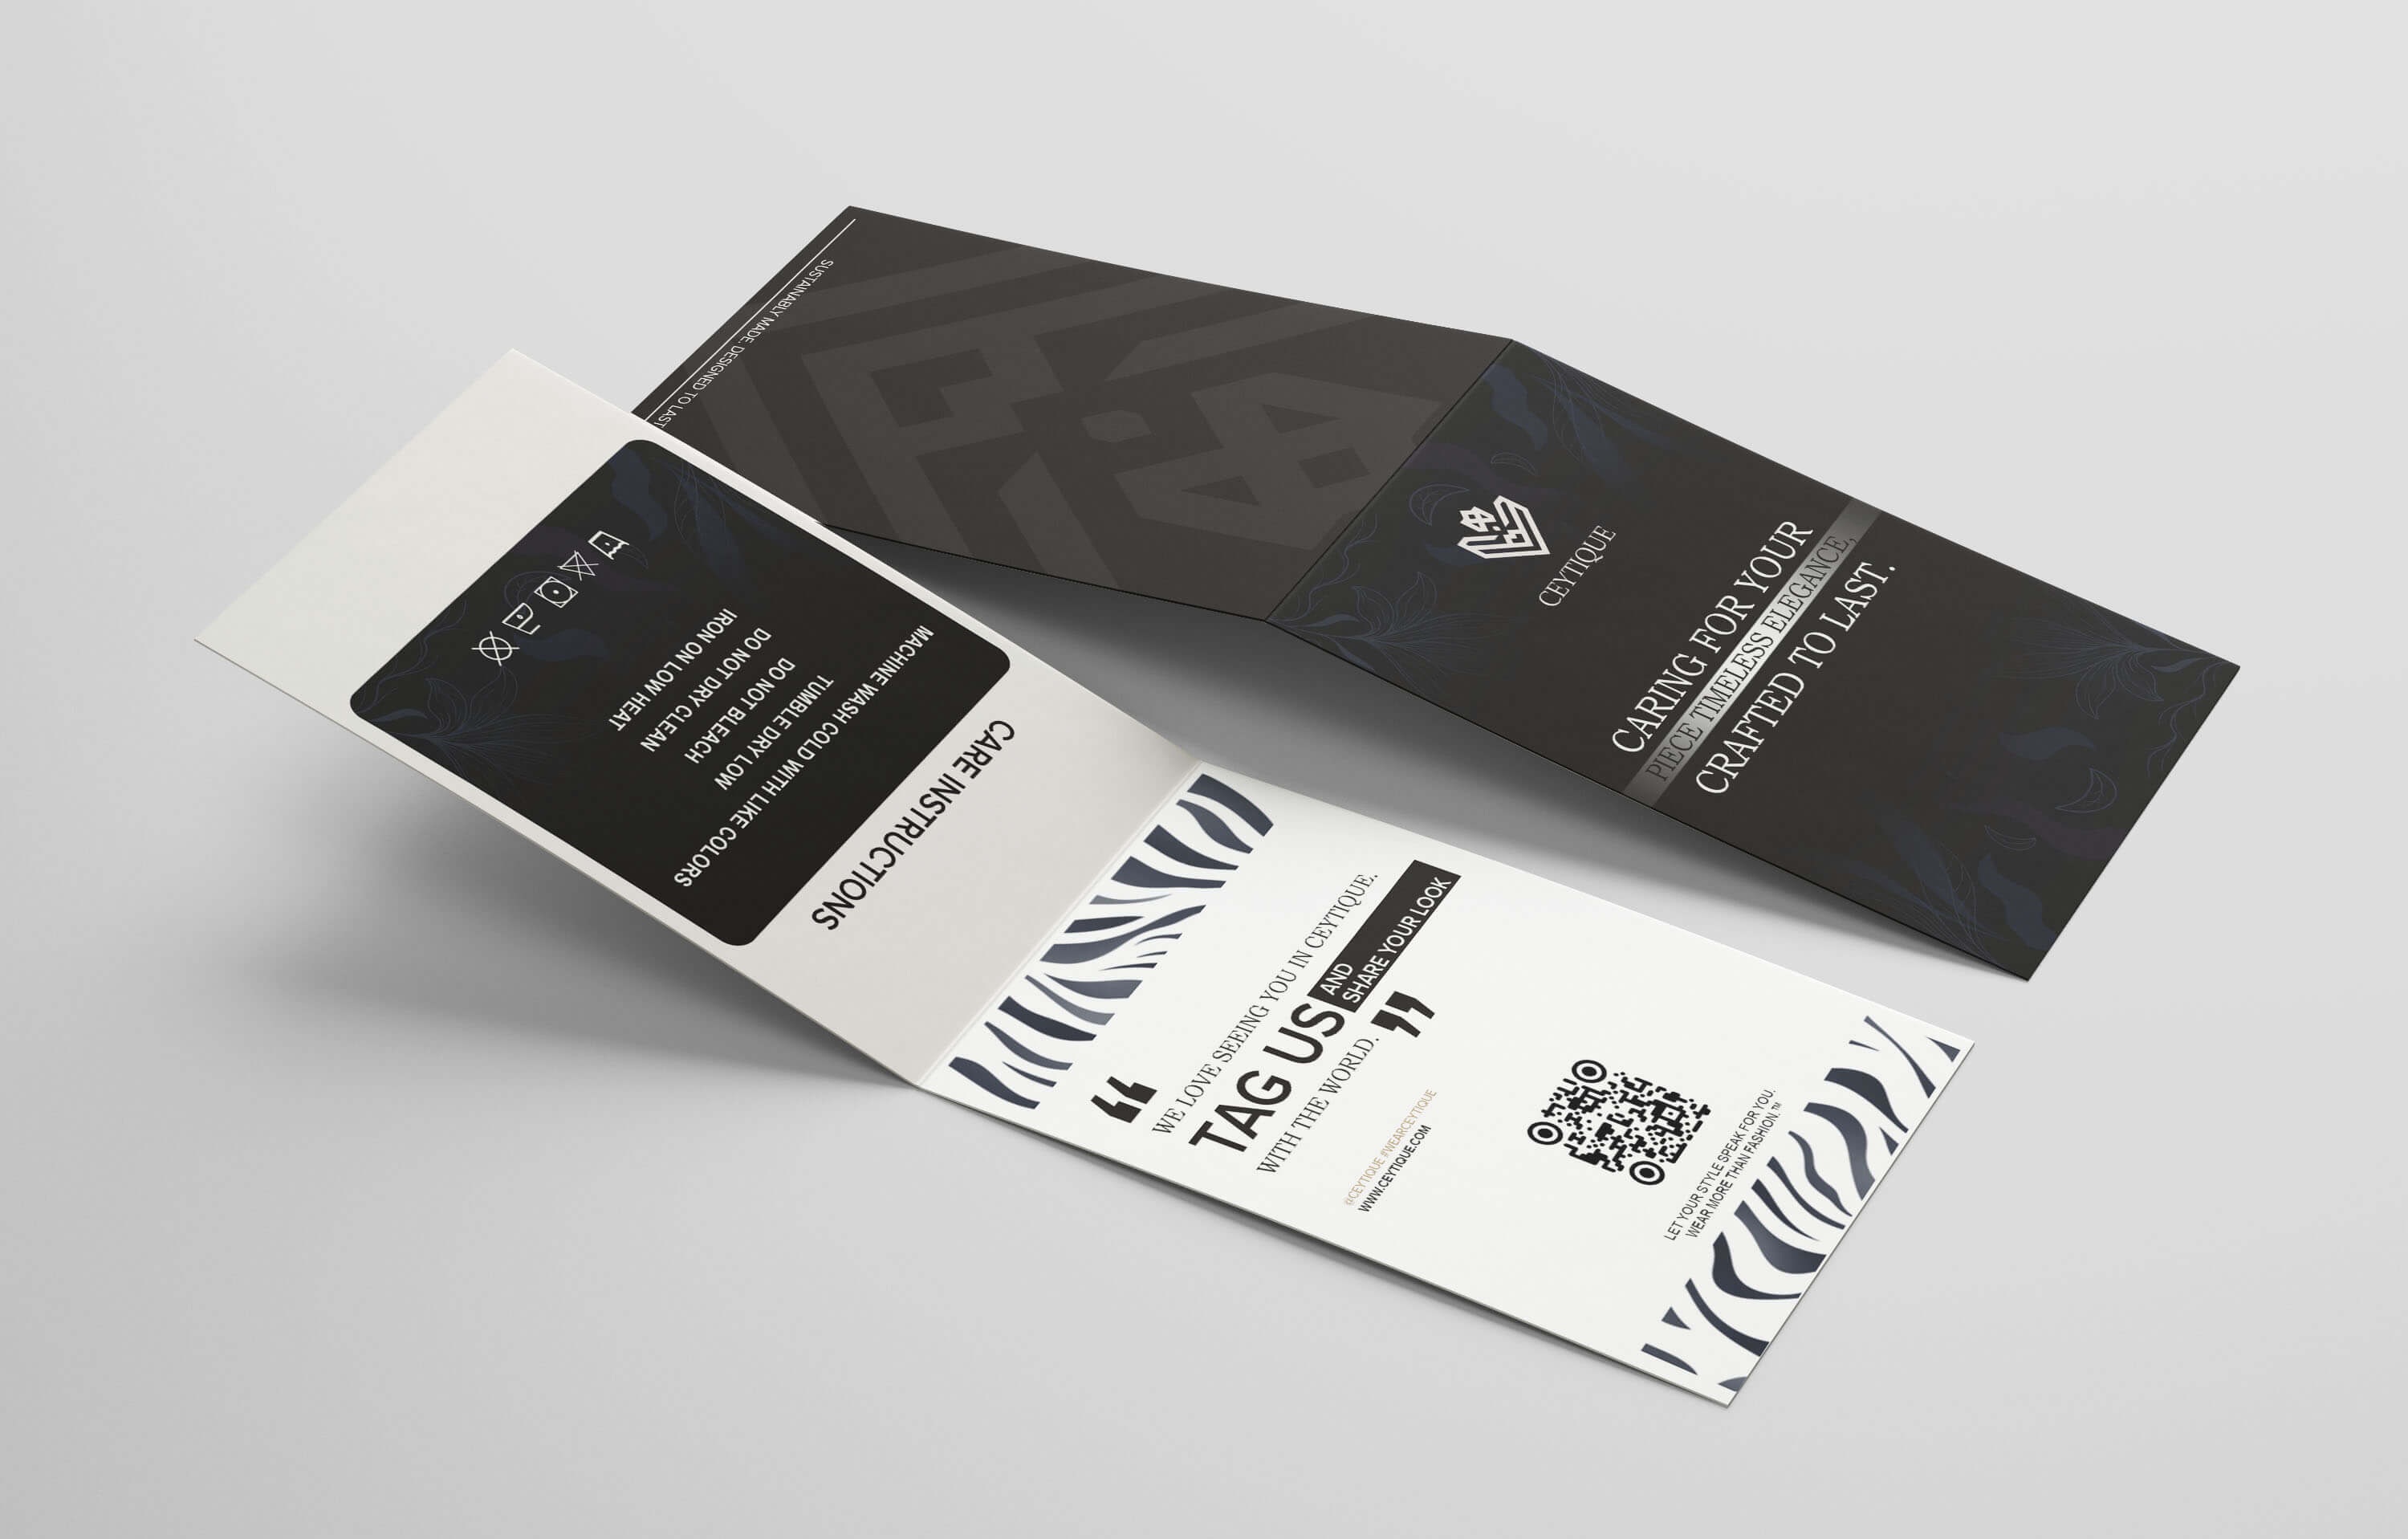 SUSTAINABLY MADE. DESIGNED TO LAST
CEYTIQUE
CARING FOR YOUR
PIECE TIMELESS ELEGANCE,
CRAFTED TO LAST.
CARE INSTRUCTIONS
MACHINE WASH COLD WITH LIKE COLORS
TUMBLE DRY LOW
DO NOT BLEACH
DO NOT DRY CLEAN
IRON ON LOW HEAT
“
WE LOVE SEEING YOU IN CEYTIQUE.
TAG US AND
SHARE YOUR LOOK
WITH THE WORLD. ”
@CEYTIQUE #WEARCEYTIQUE
WWW.CEYTIQUE.COM
LET YOUR STYLE SPEAK FOR YOU.
WEAR MORE THAN FASHION.™